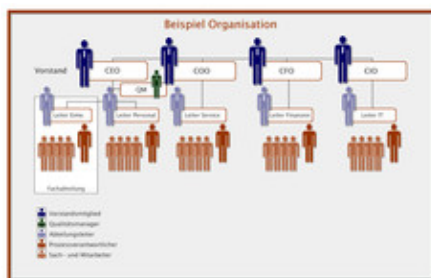 Beispiel Organisation
Vorstand
CEO
COO
CFO
CIO
QM
Leiter Personal
Leiter Service
Leiter Finanzen
Leiter IT
Fachabteilung
Vorstandmitglied
Qualitätsmanager
Abteilungsleiter
Prozessverantwortlicher
Sach- und Mitarbeiter